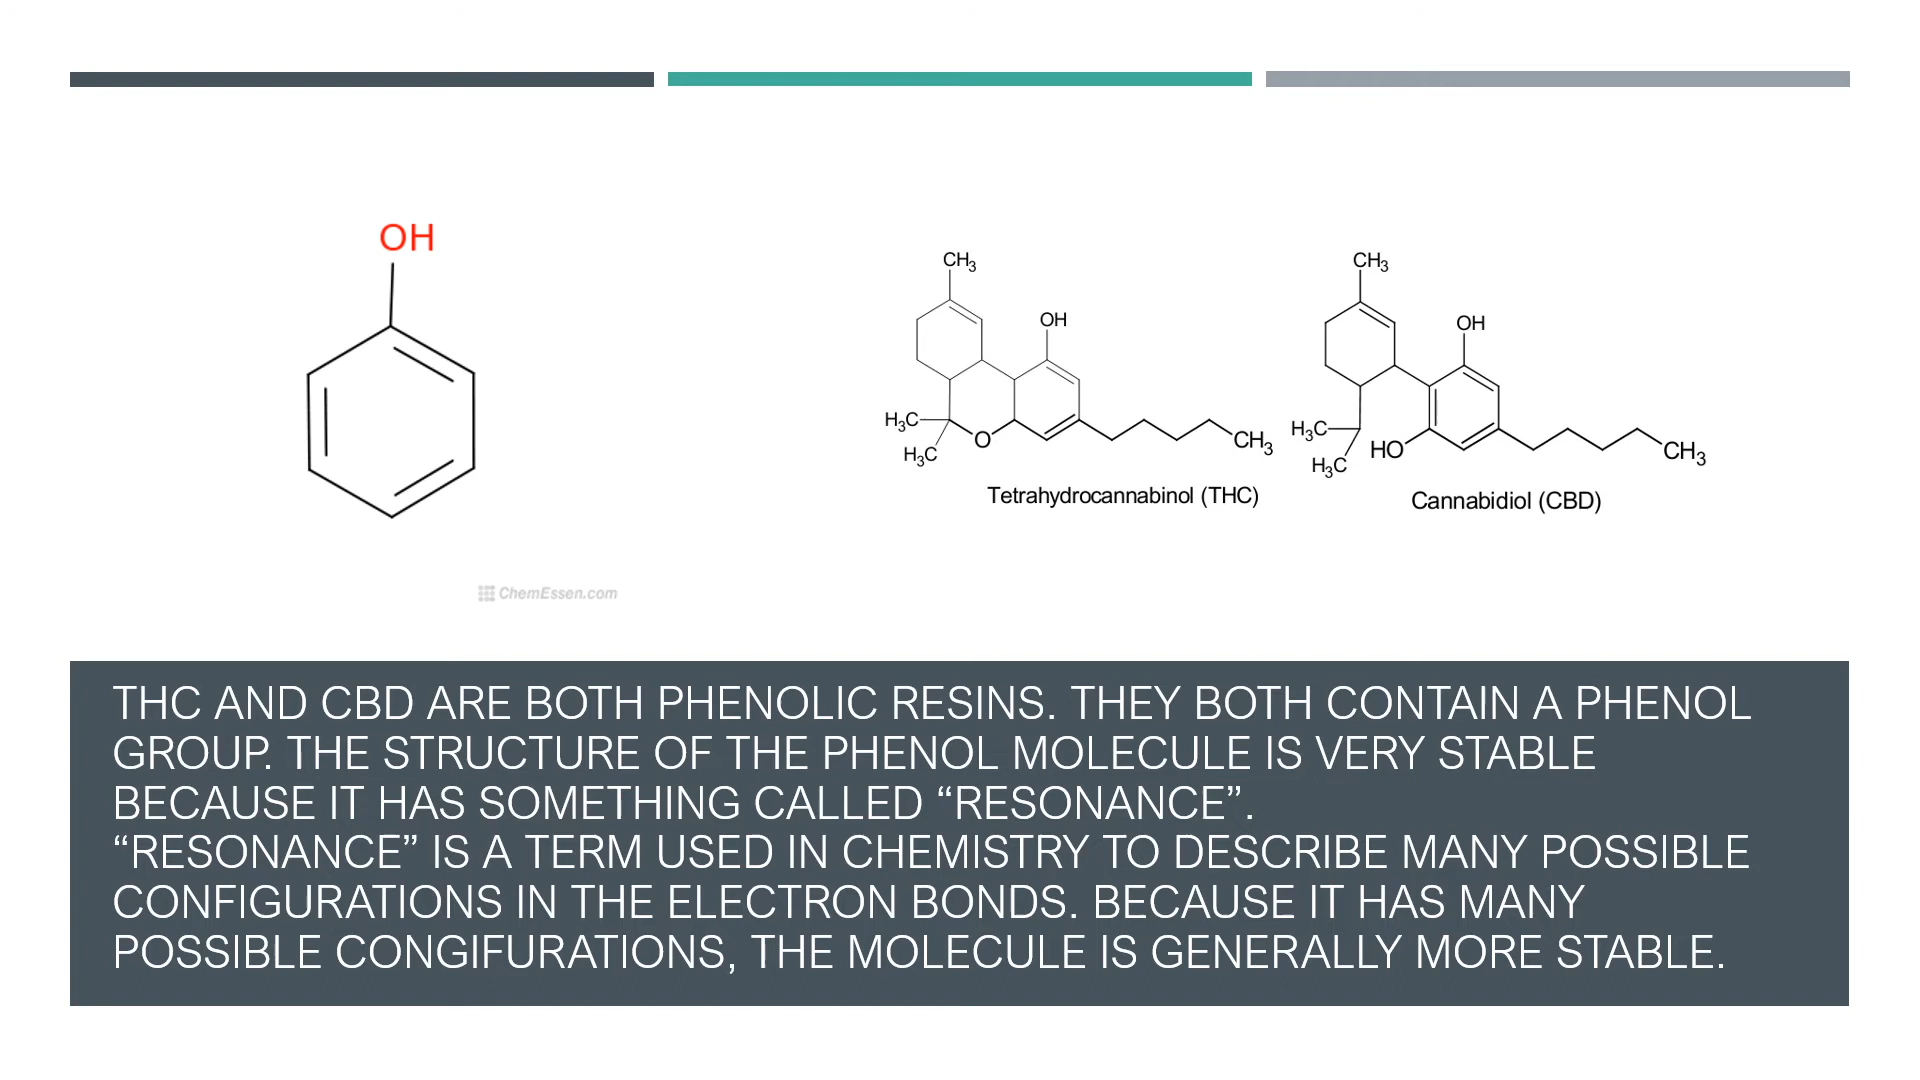 OH
ChemEssen.com
CH3
OH
H3C
H3C
O
CH3
Tetrahydrocannabinol (THC)
CH3
OH
H3C
HO
H3C
CH3
Cannabidiol (CBD)
THC AND CBD ARE BOTH PHENOLIC RESINS. THEY BOTH CONTAIN A PHENOL
GROUP. THE STRUCTURE OF THE PHENOL MOLECULE IS VERY STABLE
BECAUSE IT HAS SOMETHING CALLED “RESONANCE”.
“RESONANCE” IS A TERM USED IN CHEMISTRY TO DESCRIBE MANY POSSIBLE
CONFIGURATIONS IN THE ELECTRON BONDS. BECAUSE IT HAS MANY
POSSIBLE CONGIFURATIONS, THE MOLECULE IS GENERALLY MORE STABLE.